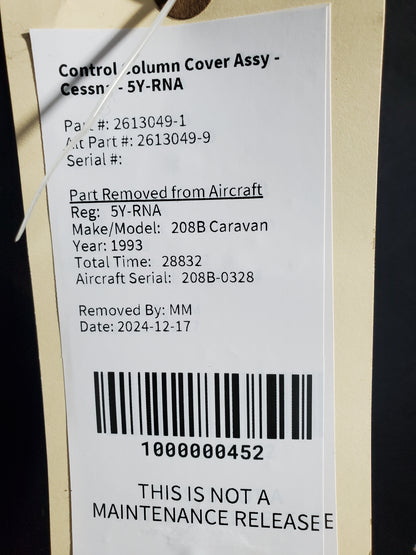 Control Column Cover Assy -
Cessna - 5Y-RNA
Part #: 2613049-1
Alt Part #: 2613049-9
Serial #:
Part Removed from Aircraft
Reg: 5Y-RNA
Make/Model: 208B Caravan
Year: 1993
Total Time: 28832
Aircraft Serial: 208B-0328
Removed By: MM
Date: 2024-12-17
1000000452
THIS IS NOT A
MAINTENANCE RELEASE E